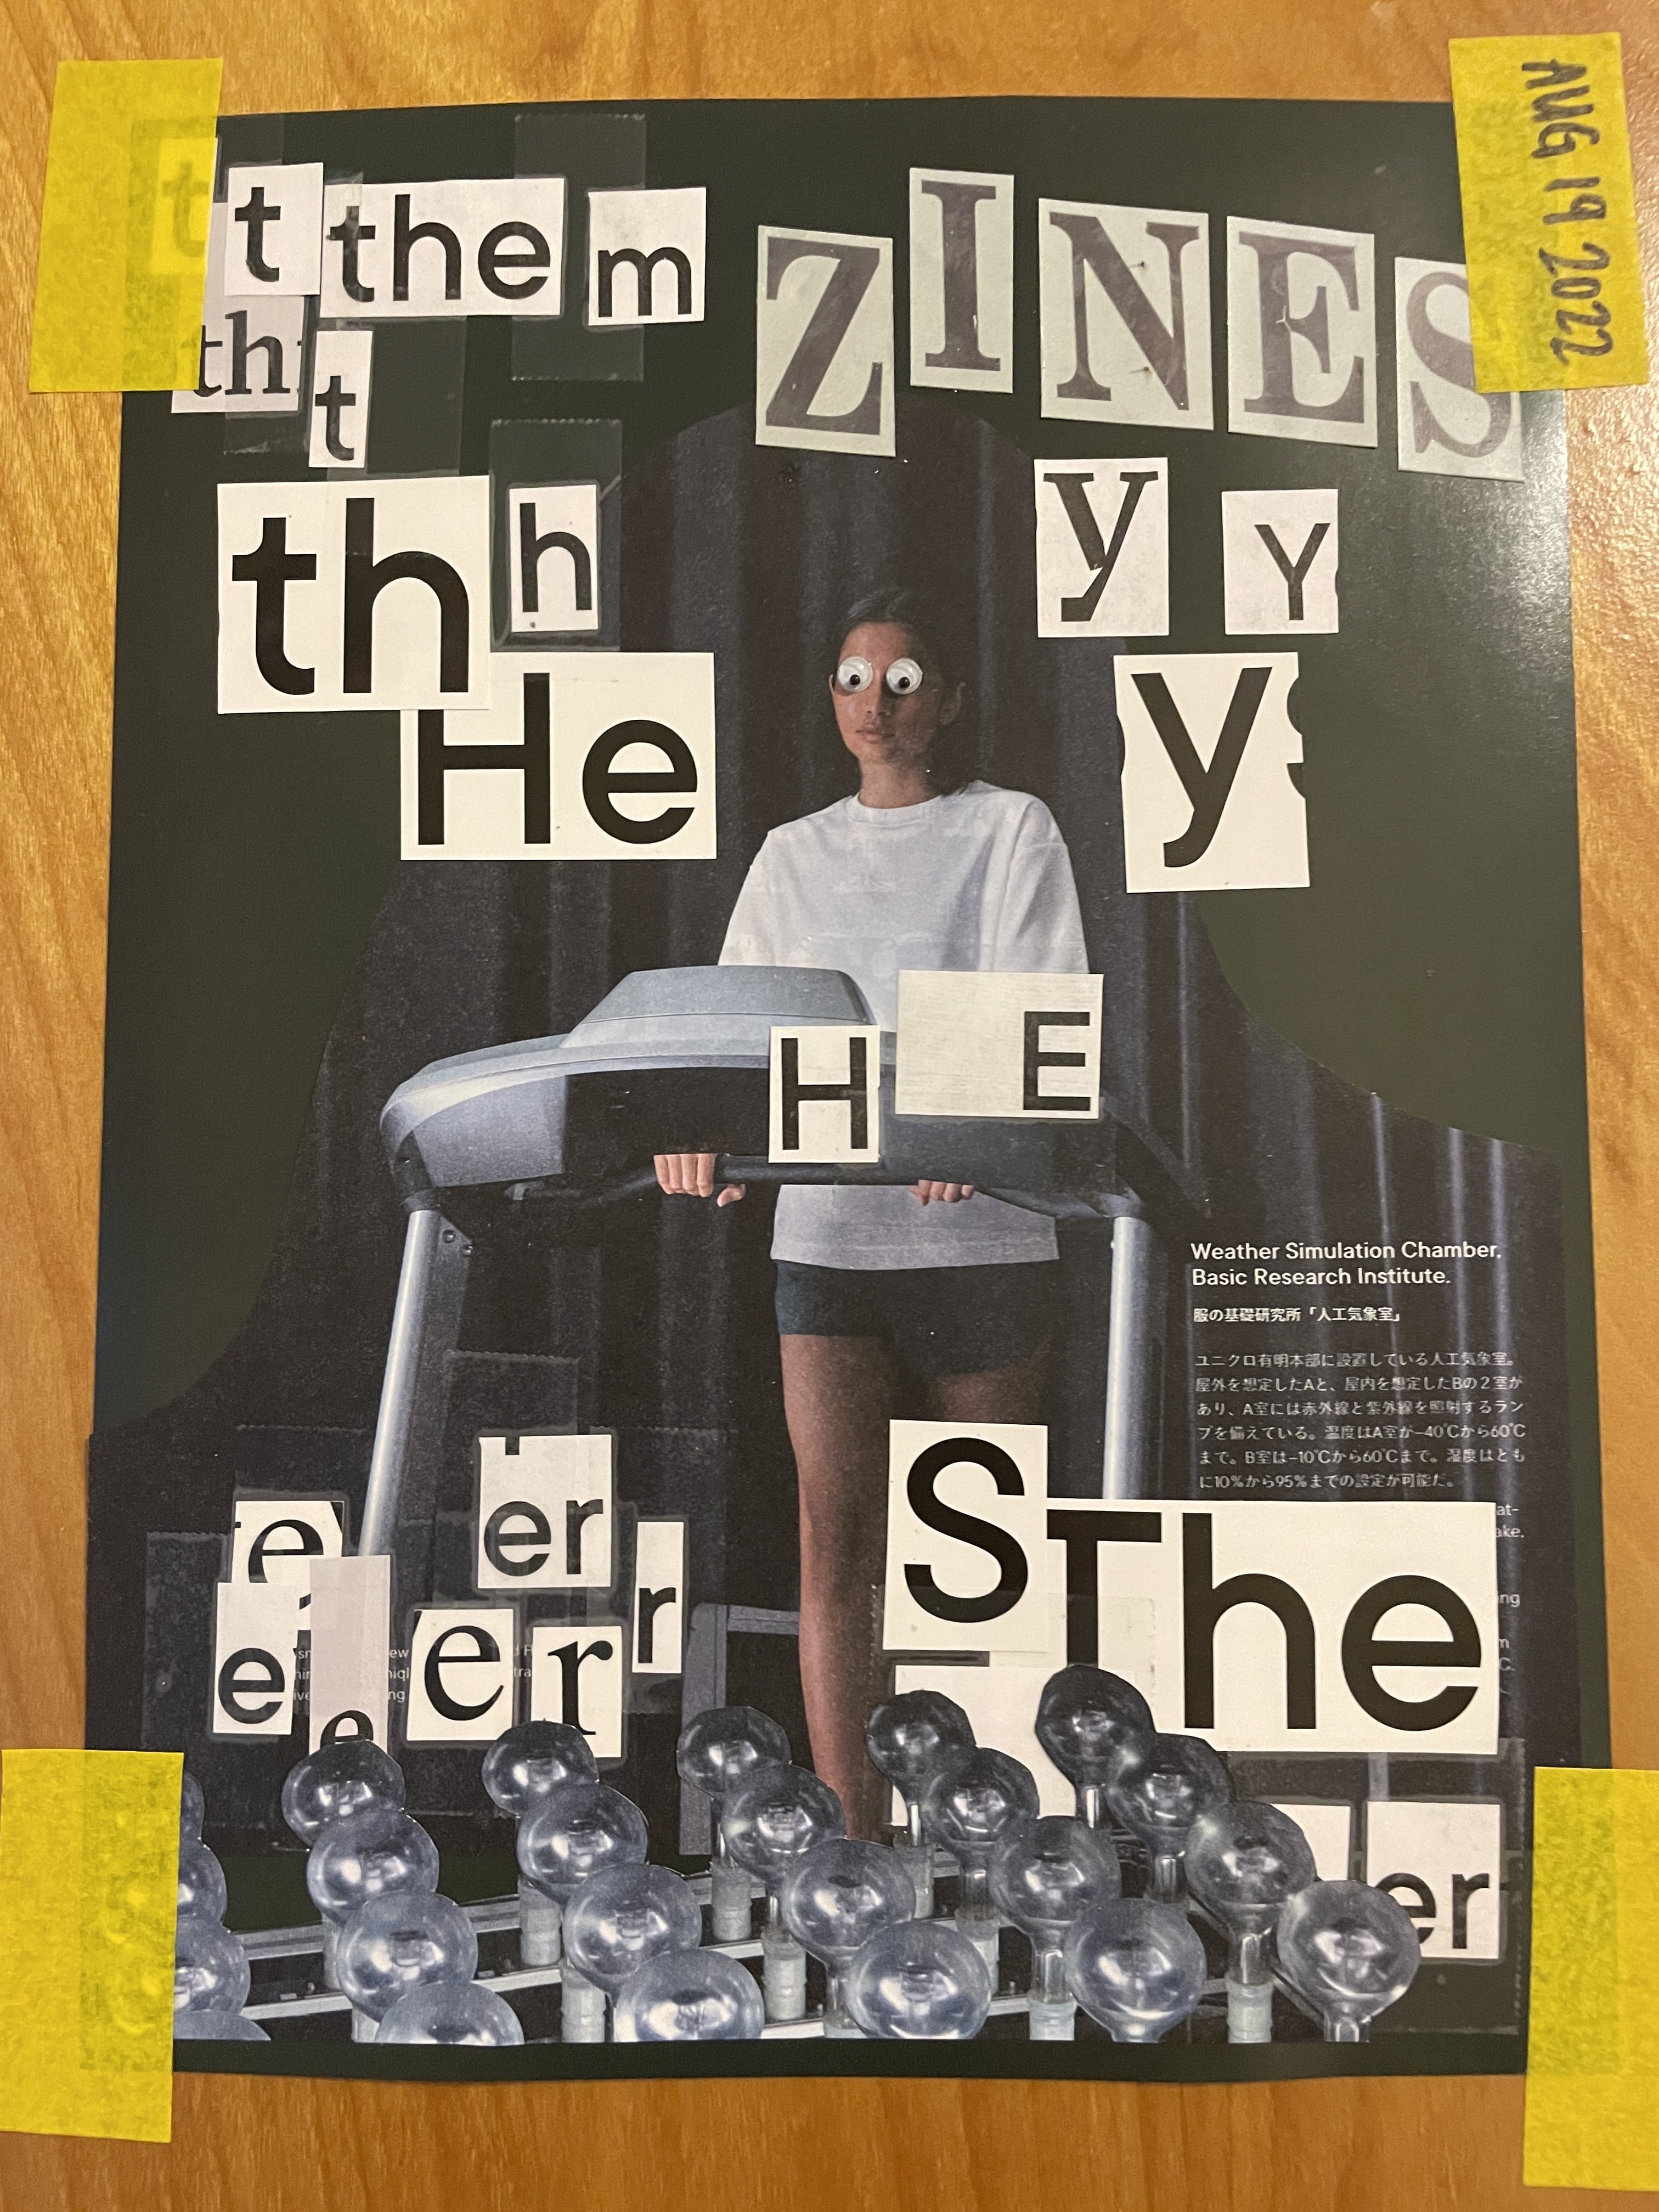 AUG 19 2022
t
t them
ZINES
th
t
th h
y Y
He
y
H E
Weather Simulation Chamber,
Basic Research Institute.
服の基礎研究所「人工気象室」
ユニクロ有明本部に設置している人工気象室。
屋外を想定したAと、屋内を想定したBの2室が
あり、A室には赤外線と紫外線を照射するラン
プを備えている。温度はA室が–40℃から60℃
まで。B室は–10℃から60℃まで。湿度はとも
に10%から95%までの設定が可能だ。
S The
e er
r
e e r
e
er